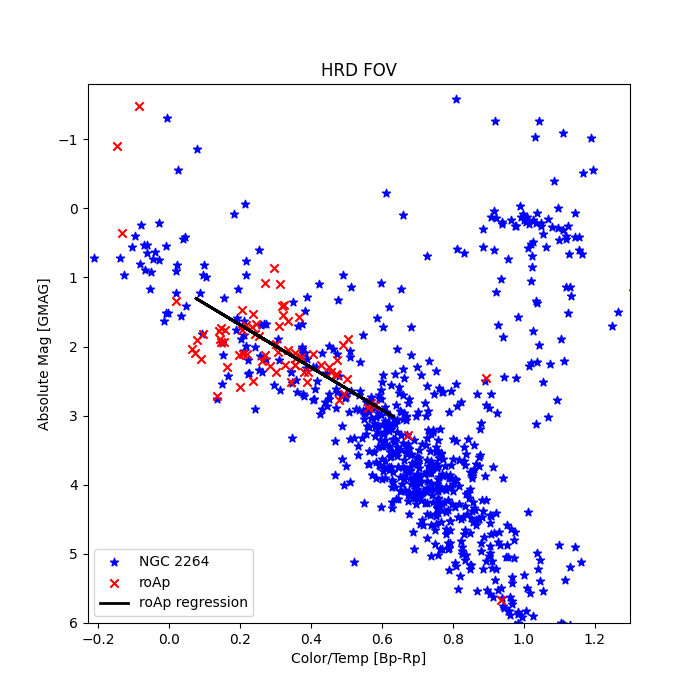 HRD FOV
Absolute Mag [GMAG]
−1
0
1
2
3
4
5
6
NGC 2264
roAp
roAp regression
−0.2 0.0 0.2 0.4 0.6 0.8 1.0 1.2
Color/Temp [Bp-Rp]